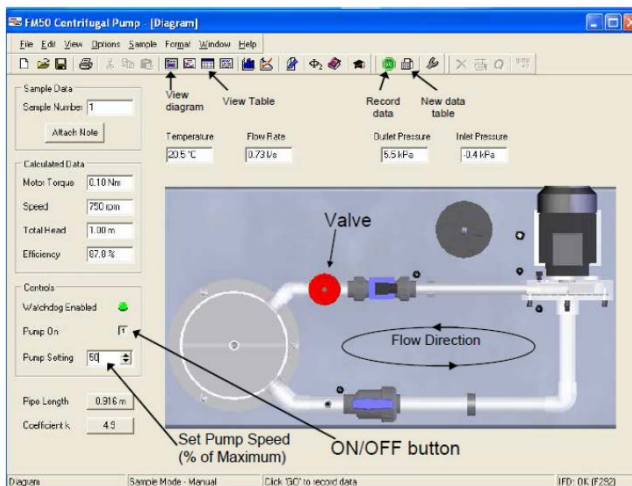 FM50 Centrifugal Pump - [Diagram]
File Edit View Options Sample Format Window Help
View diagram
View Table
Record data
New data table
Sample Data
Sample Number 1
Attach Note
Temperature
20.5 °C
Flow Rate
0.73 l/s
Outlet Pressure
5.5 kPa
Inlet Pressure
-0.4 kPa
Calculated Data
Motor Torque 0.10 Nm
Speed 750 rpm
Total Head 1.00 m
Efficiency 87.8 %
Valve
Flow Direction
Controls
Watchdog Enabled
Pump On 1
Pump Setting 50
Pipe Length 0.916 m
Coefficient k 4.9
Set Pump Speed
(% of Maximum)
ON/OFF button
Diagram
Sample Mode - Manual
Click 'GO' to record data
IFD: OK (F292)